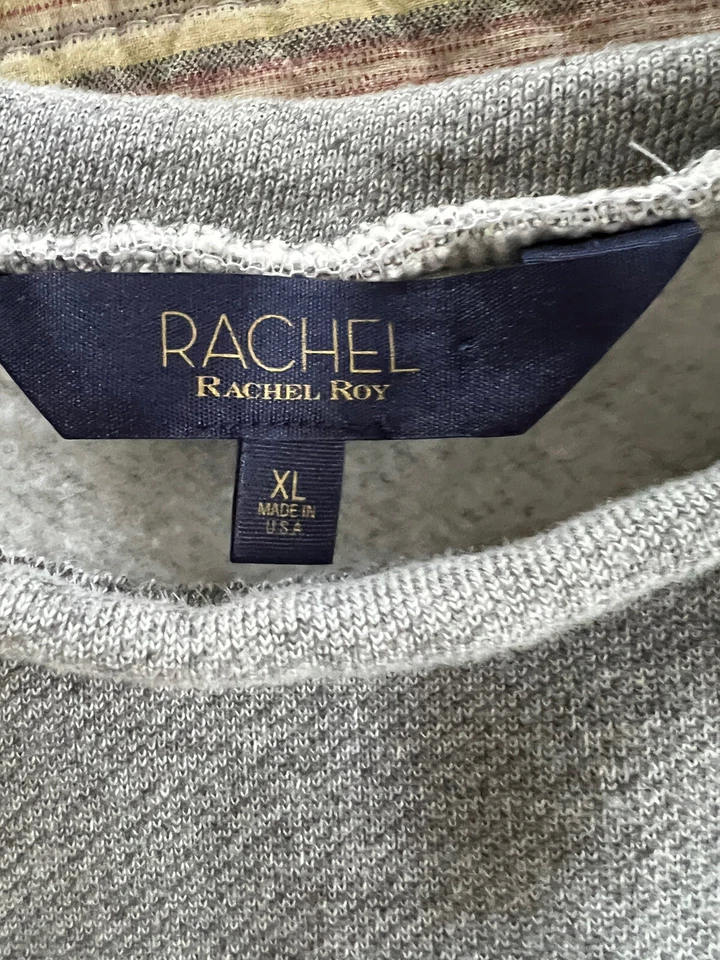 RACHEL
RACHEL ROY
XL
MADE IN
U.S.A.